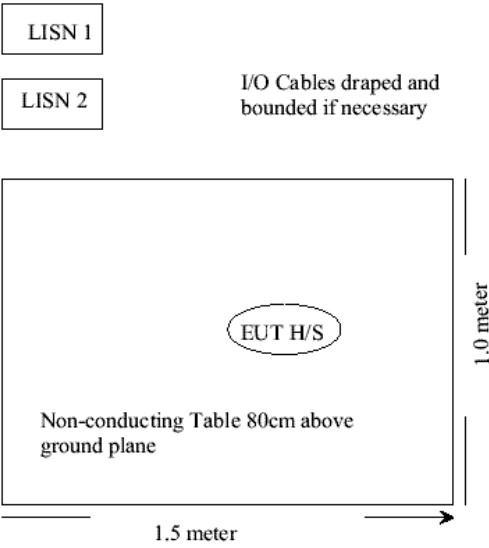 LISN 1
LISN 2
I/O Cables draped and
bounded if necessary
EUT H/S
1.0 meter
Non-conducting Table 80cm above
ground plane
1.5 meter